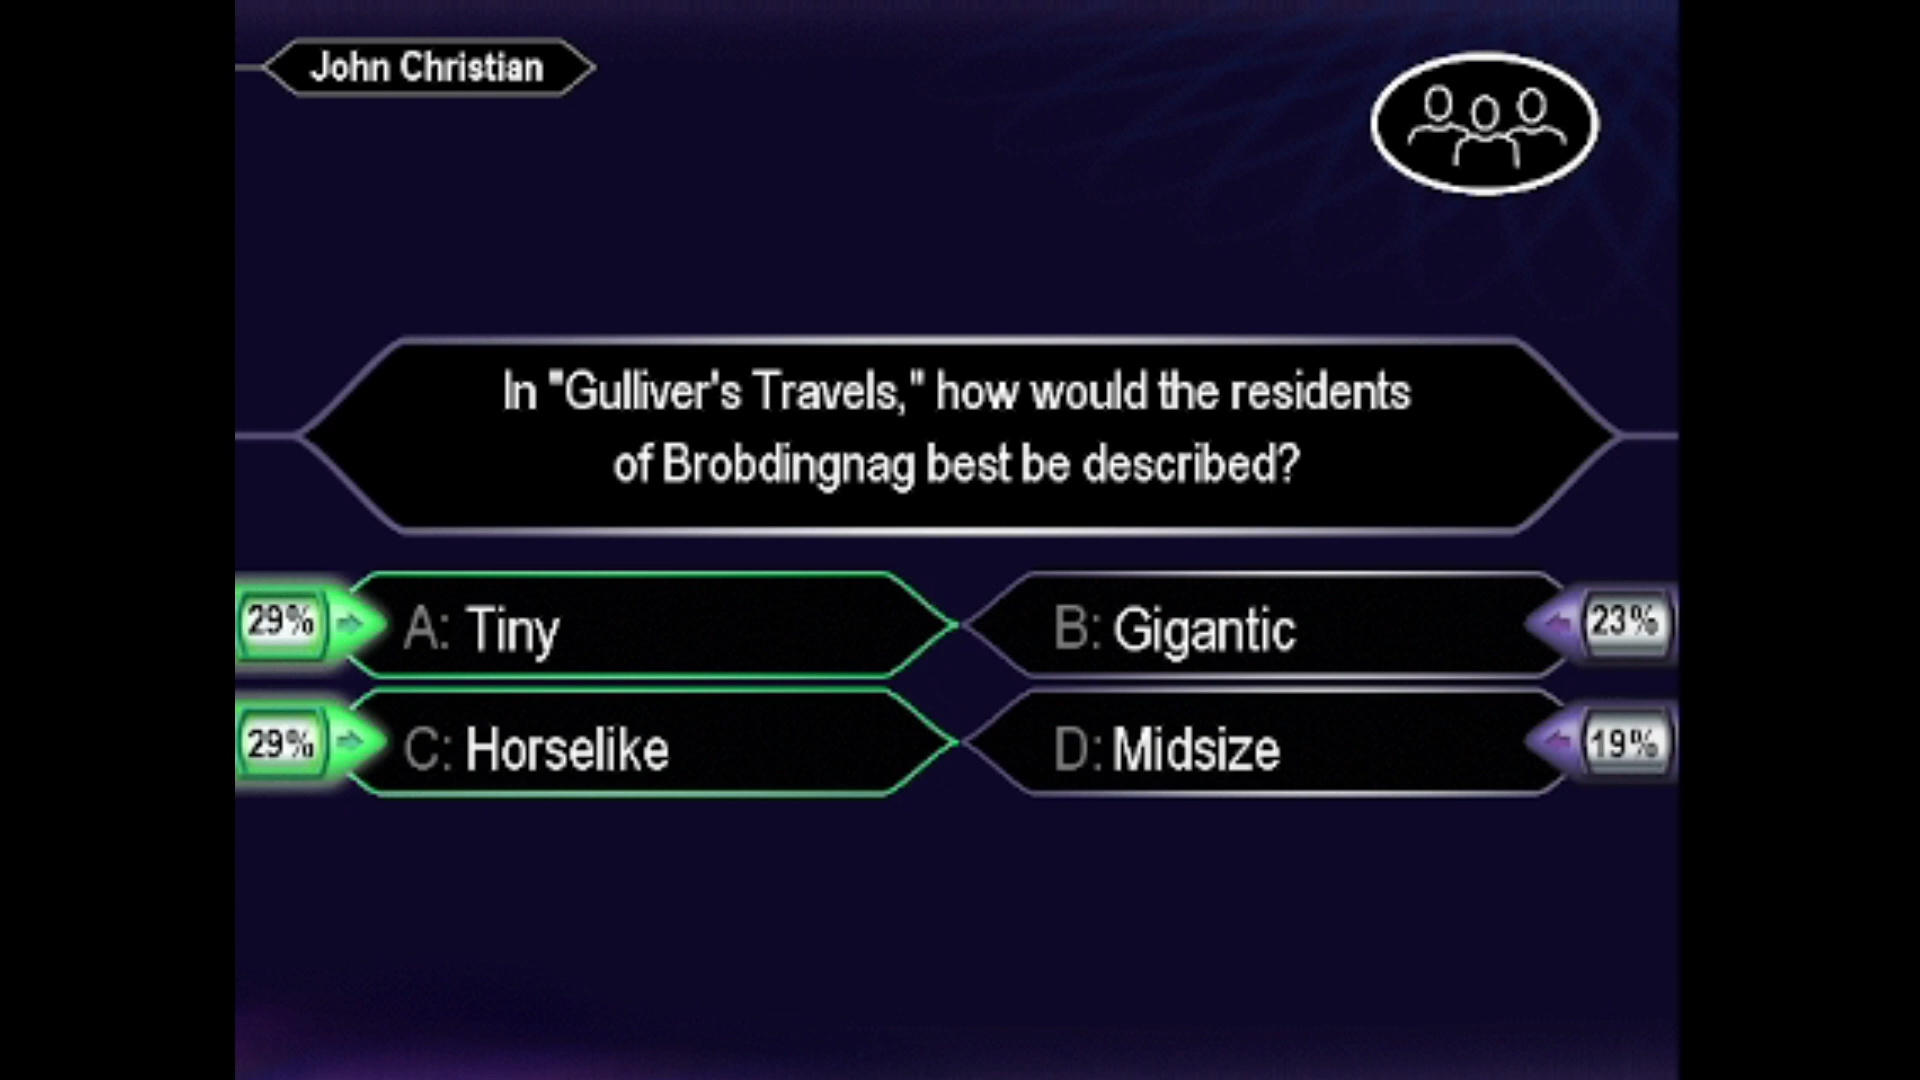 John Christian
In "Gulliver's Travels," how would the residents
of Brobdingnag best be described?
29% A: Tiny
B: Gigantic 23%
29% C: Horselike
D: Midsize 19%